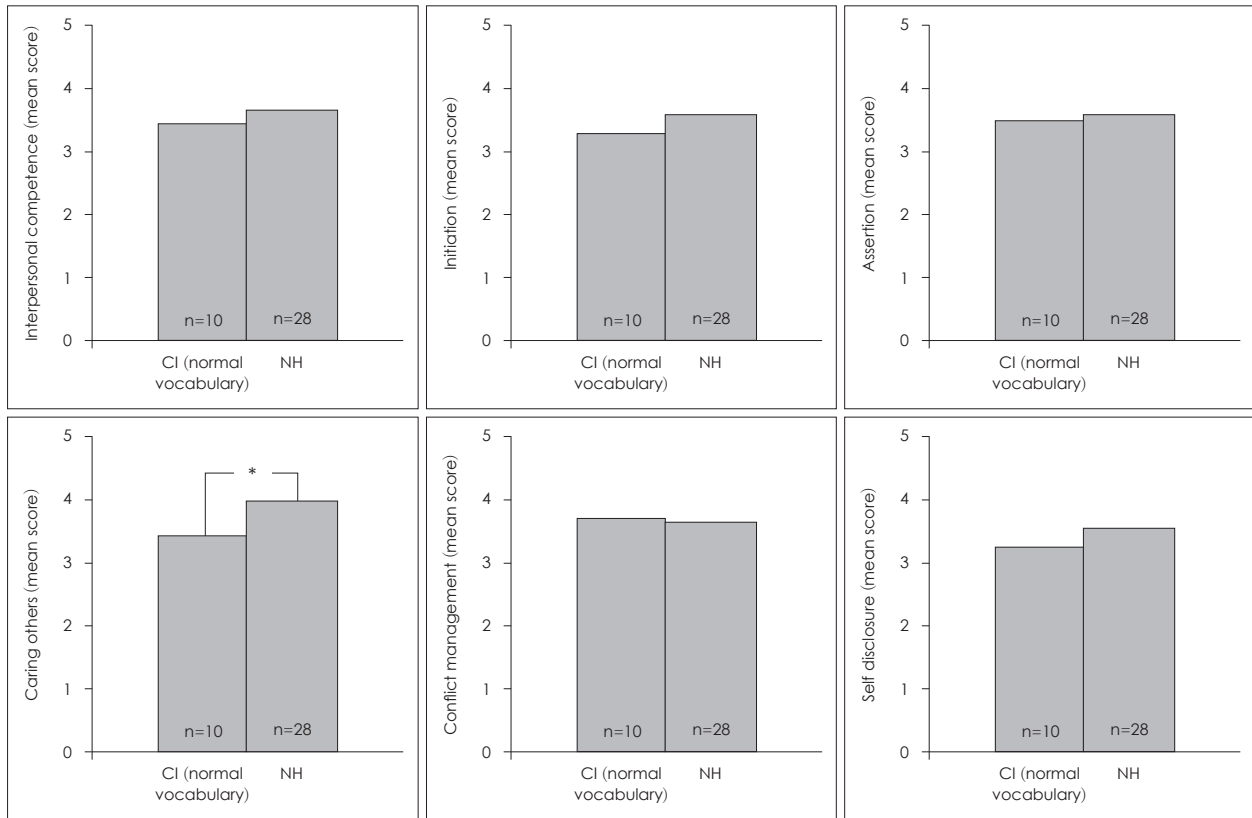 Interpersonal competence (mean score)
5
4
3
2
1
0
n=10
n=28
CI (normal
vocabulary)
NH
Initiation (mean score)
5
4
3
2
1
0
n=10
n=28
CI (normal
vocabulary)
NH
Assertion (mean score)
5
4
3
2
1
0
n=10
n=28
CI (normal
vocabulary)
NH
Caring others (mean score)
5
4
3
2
1
0
*
n=10
n=28
CI (normal
vocabulary)
NH
Conflict management (mean score)
5
4
3
2
1
0
n=10
n=28
CI (normal
vocabulary)
NH
Self disclosure (mean score)
5
4
3
2
1
0
n=10
n=28
CI (normal
vocabulary)
NH